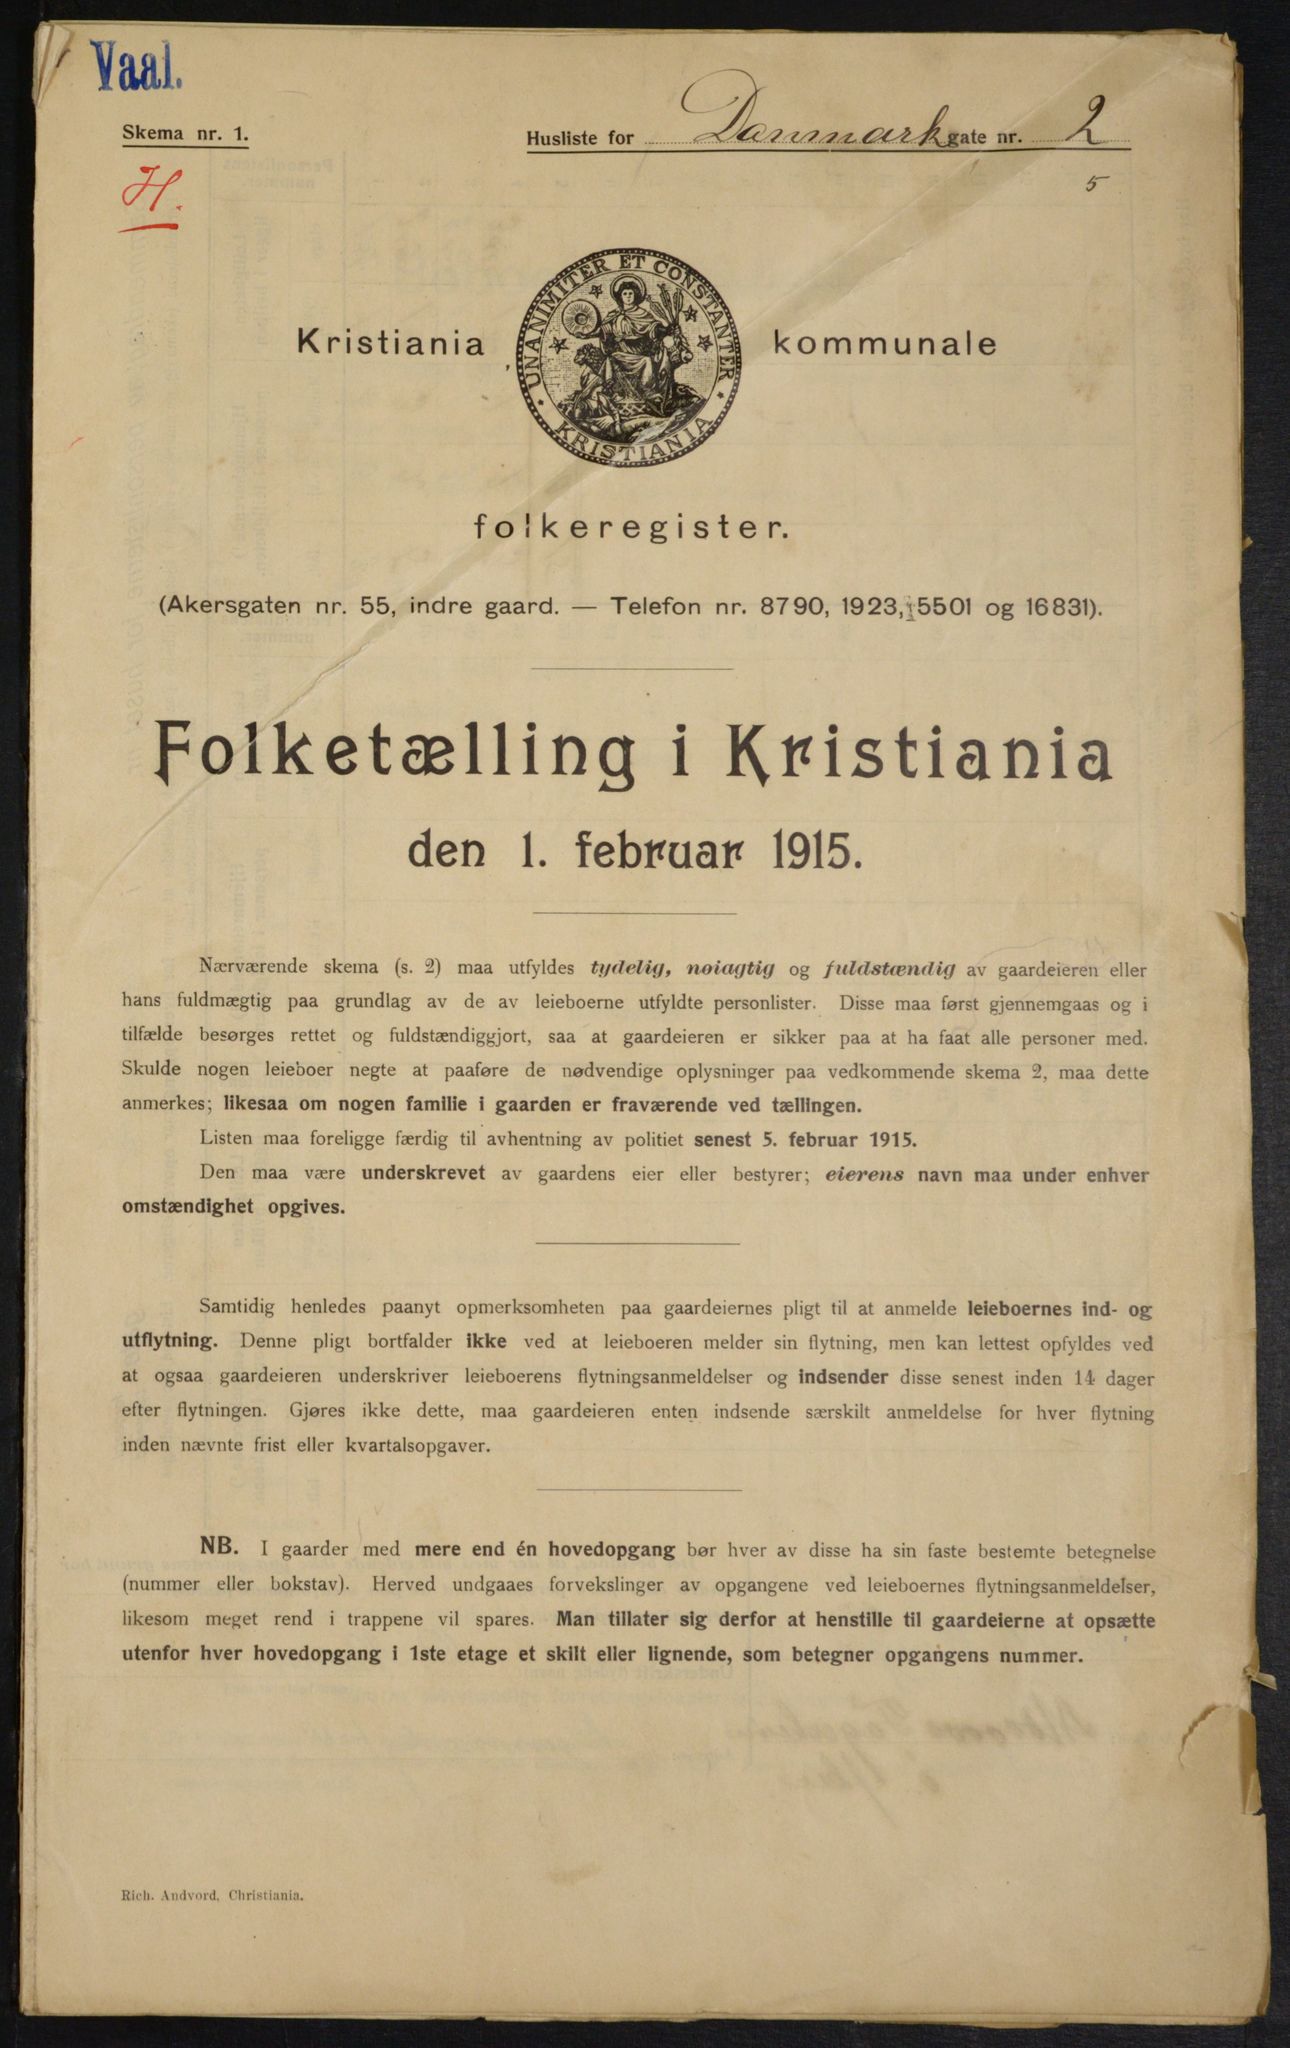 Vaal.
Skema nr. 1.
Husliste for Danmark gate nr. 2
H.
5
UNANIMITER ET CONSTANTER
KRISTIANIA
Kristiania kommunale
folkeregister.
(Akersgaten nr. 55, indre gaard. — Telefon nr. 8790, 1923, 15501 og 16831).
Folketælling i Kristiania
den 1. februar 1915.
Nærværende skema (s. 2) maa utfyldes tydelig, nøiagtig og fuldstændig av gaardeieren eller
hans fuldmægtig paa grundlag av de av leieboerne utfyldte personlister. Disse maa først gjennemgaas og i
tilfælde besørges rettet og fuldstændiggjort, saa at gaardeieren er sikker paa at ha faat alle personer med.
Skulde nogen leieboer negte at paaføre de nødvendige oplysninger paa vedkommende skema 2, maa dette
anmerkes; likesaa om nogen familie i gaarden er fraværende ved tællingen.
Listen maa foreligge færdig til avhentning av politiet senest 5. februar 1915.
Den maa være underskrevet av gaardens eier eller bestyrer; eierens navn maa under enhver
omstændighet opgives.
Samtidig henledes paanyt opmerksomheten paa gaardeiernes pligt til at anmelde leieboernes ind- og
utflytning. Denne pligt bortfalder ikke ved at leieboeren melder sin flytning, men kan lettest opfyldes ved
at ogsaa gaardeieren underskriver leieboerens flytningsanmeldelser og indsender disse senest inden 14 dager
efter flytningen. Gjøres ikke dette, maa gaardeieren enten indsende særskilt anmeldelse for hver flytning
inden nævnte frist eller kvartalsopgaver.
NB. I gaarder med mere end én hovedopgang bør hver av disse ha sin faste bestemte betegnelse
(nummer eller bokstav). Herved undgaaes forvekslinger av opgangene ved leieboernes flytningsanmeldelser,
likesom meget rend i trappene vil spares. Man tillater sig derfor at henstille til gaardeierne at opsætte
utenfor hver hovedopgang i 1ste etage et skilt eller lignende, som betegner opgangens nummer.
Rich. Andvord, Christiania.